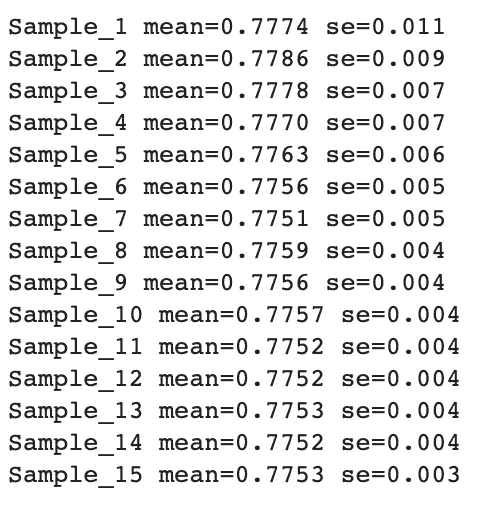 Sample_1 mean=0.7774 se=0.011
Sample_2 mean=0.7786 se=0.009
Sample_3 mean=0.7778 se=0.007
Sample_4 mean=0.7770 se=0.007
Sample_5 mean=0.7763 se=0.006
Sample_6 mean=0.7756 se=0.005
Sample_7 mean=0.7751 se=0.005
Sample_8 mean=0.7759 se=0.004
Sample_9 mean=0.7756 se=0.004
Sample_10 mean=0.7757 se=0.004
Sample_11 mean=0.7752 se=0.004
Sample_12 mean=0.7752 se=0.004
Sample_13 mean=0.7753 se=0.004
Sample_14 mean=0.7752 se=0.004
Sample_15 mean=0.7753 se=0.003